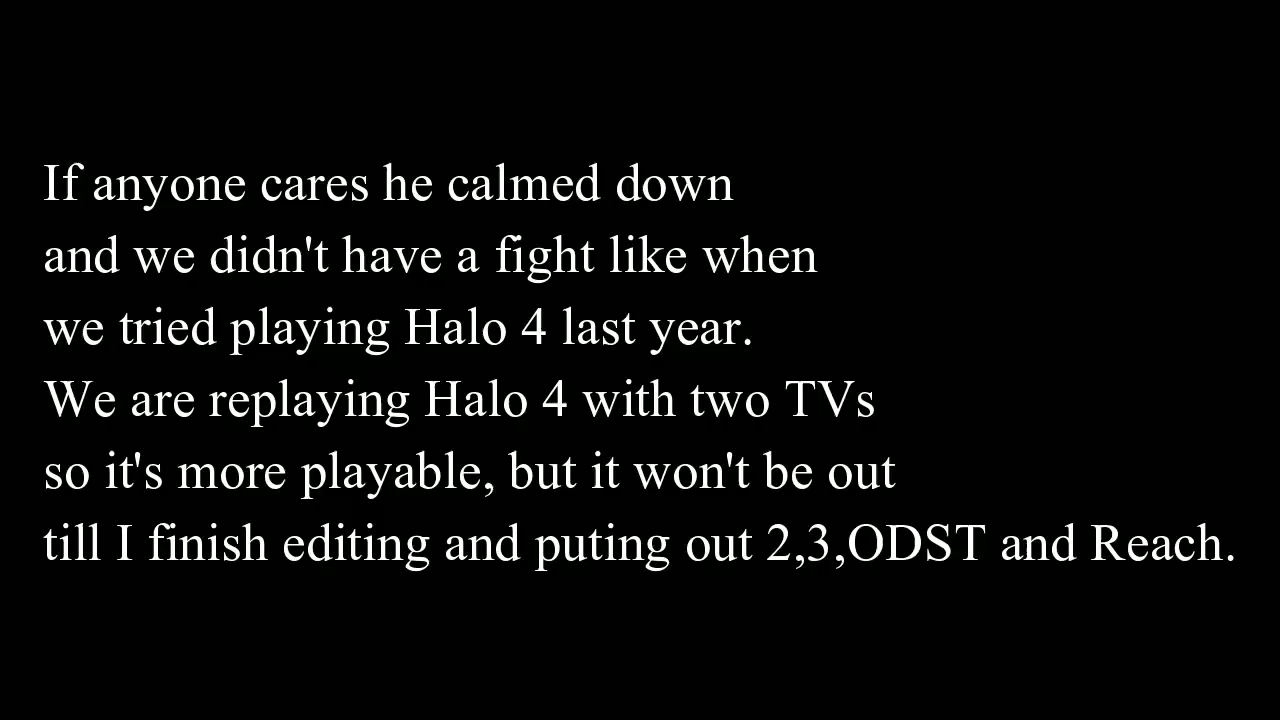 If anyone cares he calmed down
and we didn't have a fight like when
we tried playing Halo 4 last year.
We are replaying Halo 4 with two TVs
so it's more playable, but it won't be out
till I finish editing and puting out 2,3,ODST and Reach.